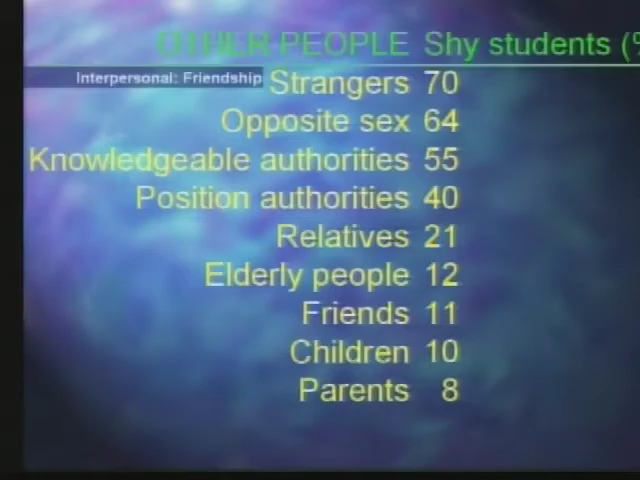 OTHER PEOPLE Shy students (%
Interpersonal: Friendship
Strangers 70
Opposite sex 64
Knowledgeable authorities 55
Position authorities 40
Relatives 21
Elderly people 12
Friends 11
Children 10
Parents 8